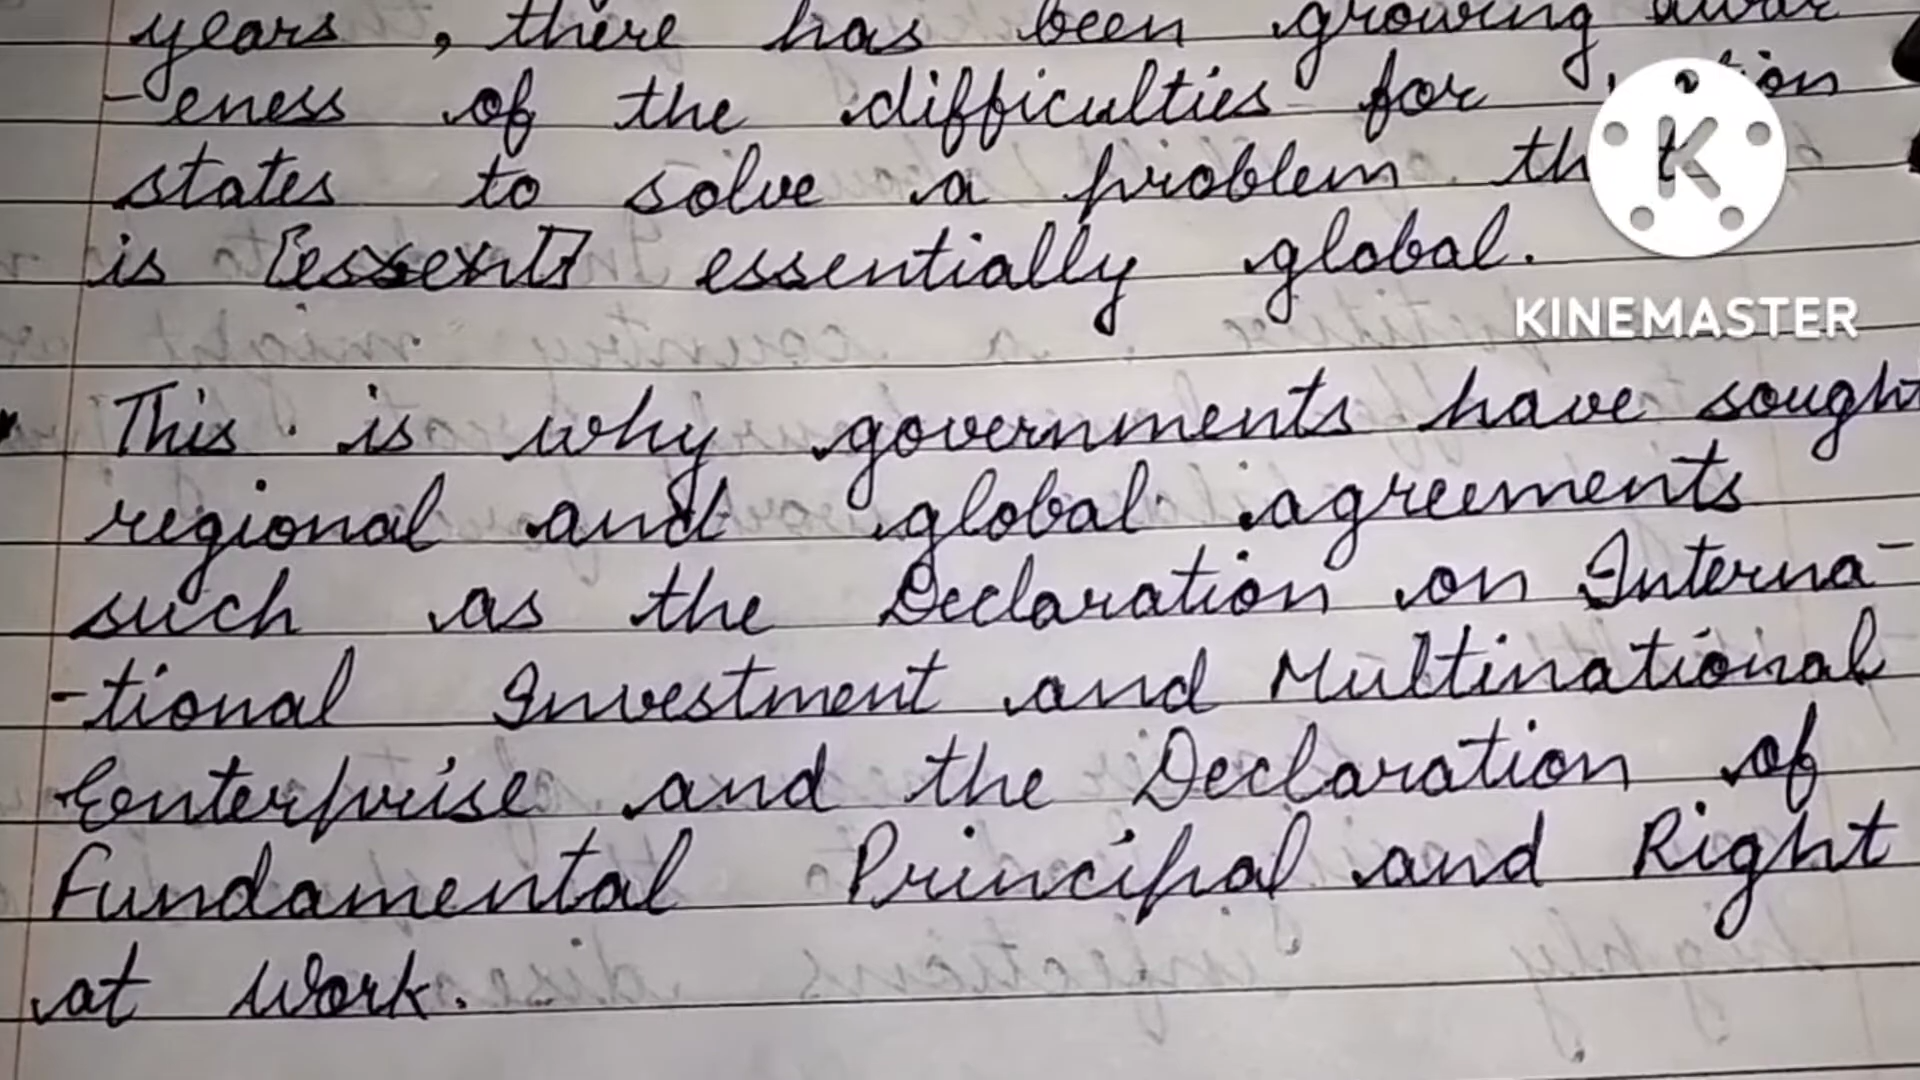 years, there has been growing awar
-eness of the difficulties for
states to solve a problem
is essentially global.
KINEMASTER
This is why governments have sought
regional and global agreements
such as the Declaration on Interna-
-tional Investment and Multinational
Enterprise and the Declaration of
Fundamental Principal and Right
at Work.